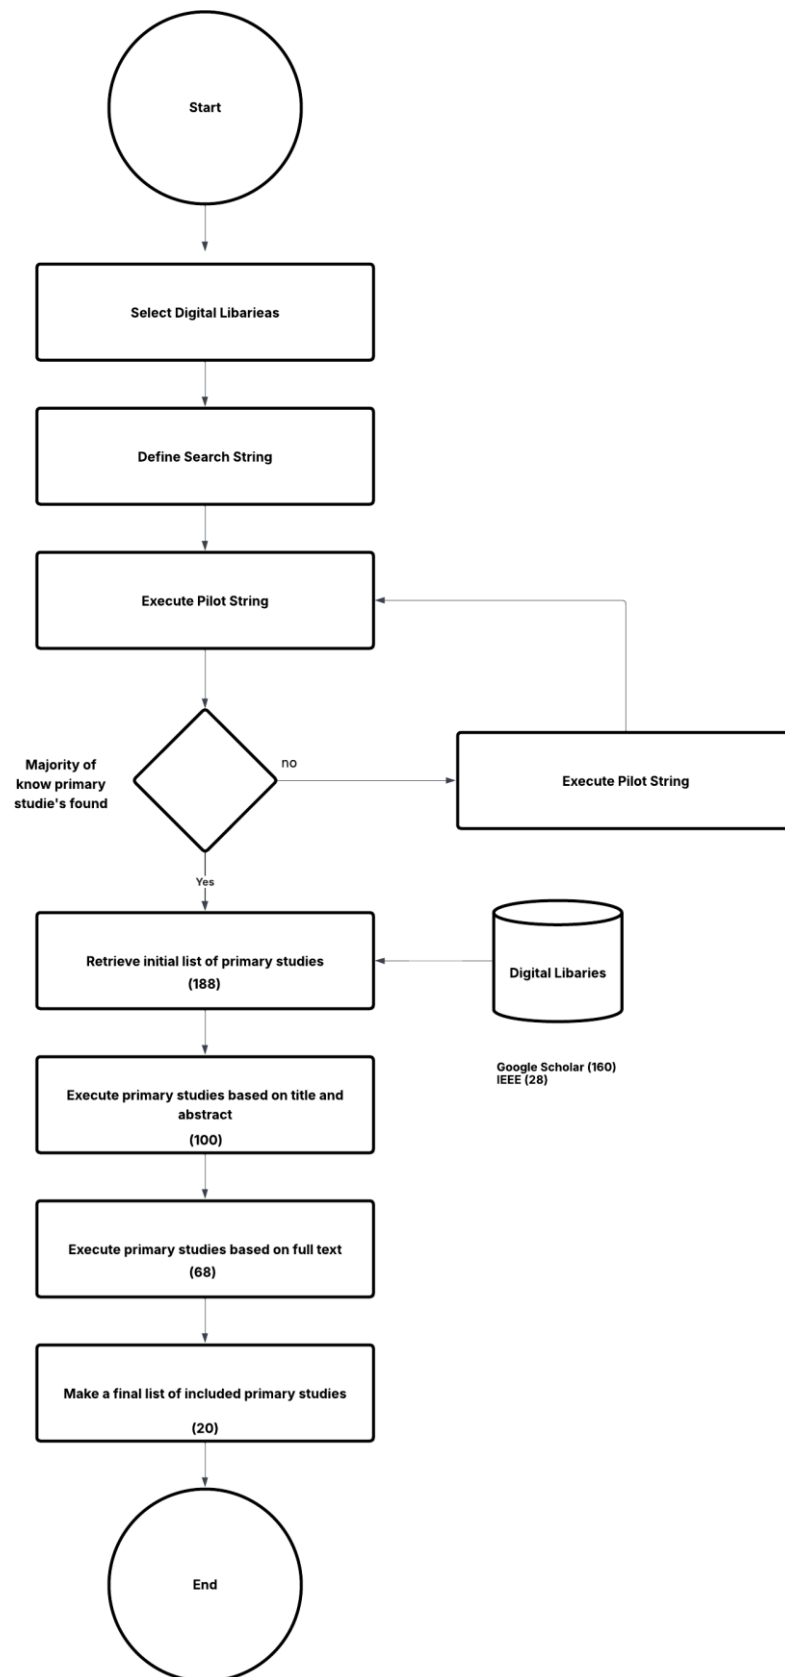 Start
Select Digital Libarieas
Define Search String
Execute Pilot String
Majority of
know primary
studie's found
no
Execute Pilot String
Yes
Retrieve initial list of primary studies
(188)
Digital Libaries
Google Scholar (160)
IEEE (28)
Execute primary studies based on title and
abstract
(100)
Execute primary studies based on full text
(68)
Make a final list of included primary studies
(20)
End